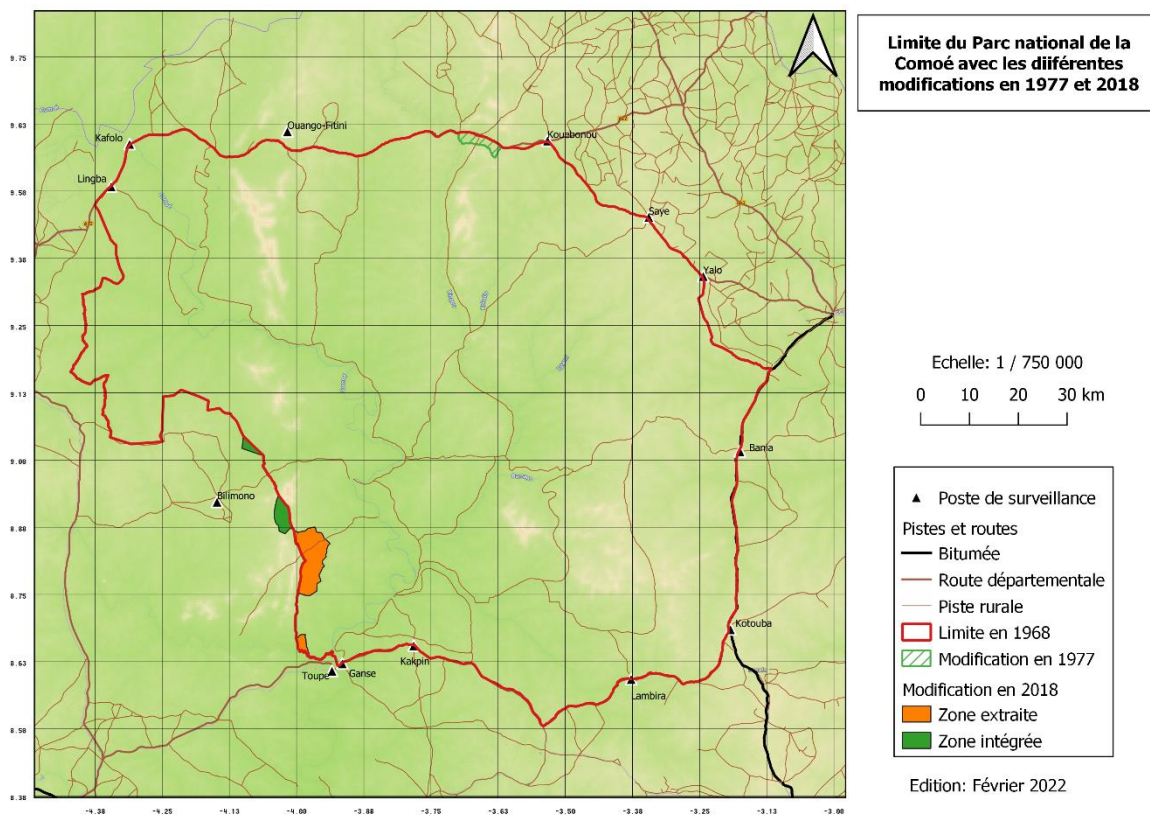 Limite du Parc national de la
Comoé avec les diifférentes
modifications en 1977 et 2018
9.75
9.63
9.58
9.38
9.25
9.13
9.00
8.88
8.75
8.63
8.58
8.38
-4.38
-4.25
-4.13
-4.00
-3.88
-3.75
-3.63
-3.50
-3.38
-3.25
-3.13
-3.00
Ouango-Fitini
Kafolo
Kouebonou
Lingba
Saye
Yalo
Bania
Bilimono
Kotouba
Kakpin
Toupe
Ganse
Lambira
Echelle: 1 / 750 000
0 10 20 30 km
Poste de surveillance
Pistes et routes
Bitumée
Route départementale
Piste rurale
Limite en 1968
Modification en 1977
Modification en 2018
Zone extraite
Zone intégrée
Edition: Février 2022